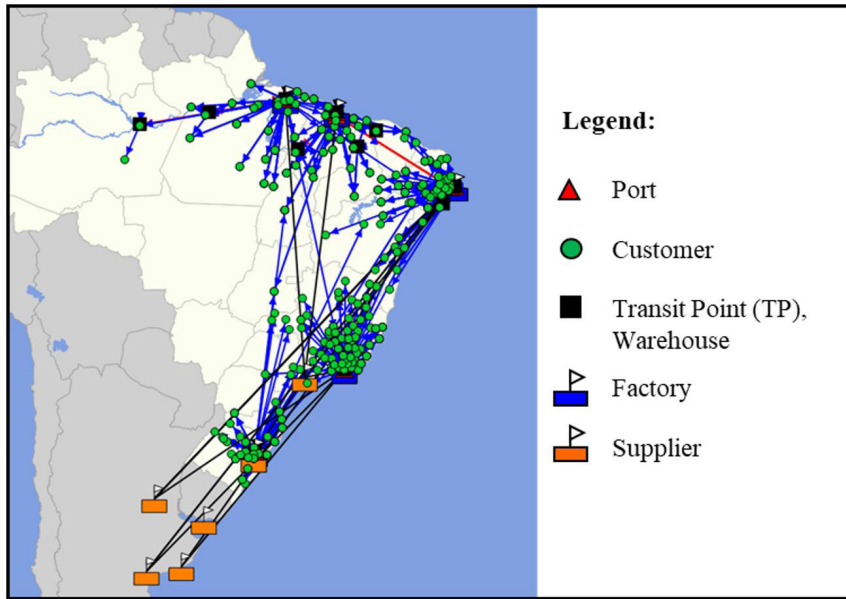 Legend:
Port
Customer
Transit Point (TP),
Warehouse
Factory
Supplier